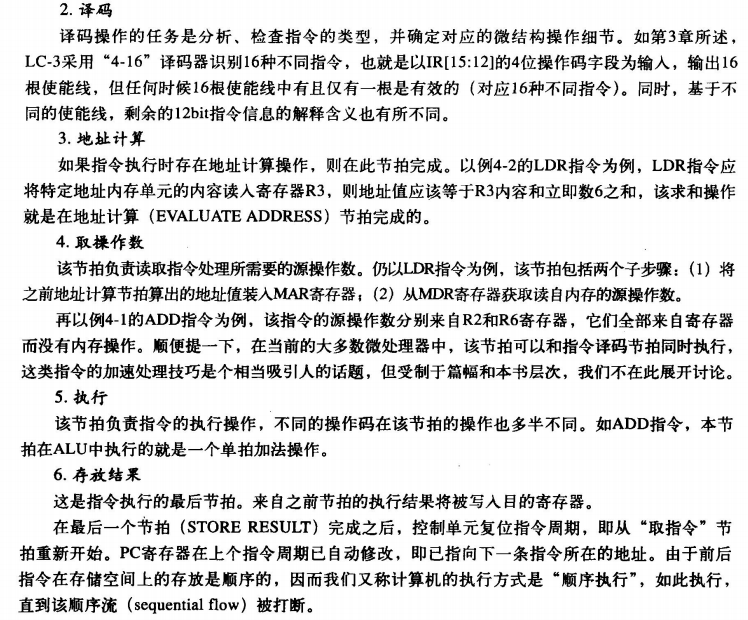 2. 译码
译码操作的任务是分析、检查指令的类型，并确定对应的微结构操作细节。如第3章所述，
LC-3采用“4-16”译码器识别16种不同指令，也就是以IR[15:12]的4位操作码字段为输入，输出16
根使能线，但任何时候16根使能线中有且仅有一根是有效的（对应16种不同指令）。同时，基于不
同的使能线，剩余的12bit指令信息的解释含义也有所不同。
3. 地址计算
如果指令执行时存在地址计算操作，则在此节拍完成。以例4-2的LDR指令为例，LDR指令应
将特定地址内存单元的内容读入寄存器R3，则地址值应该等于R3内容和立即数6之和，该求和操作
就是在地址计算（EVALUATE ADDRESS）节拍完成的。
4. 取操作数
该节拍负责读取指令处理所需要的源操作数。仍以LDR指令为例，该节拍包括两个子步骤：（1）将
之前地址计算节拍算出的地址值装入MAR寄存器；（2）从MDR寄存器获取读自内存的源操作数。
再以例4-1的ADD指令为例，该指令的源操作数分别来自R2和R6寄存器，它们全部来自寄存器
而没有内存操作。顺便提一下，在当前的大多数微处理器中，该节拍可以和指令译码节拍同时执行，
这类指令的加速处理技巧是个相当吸引人的话题，但受制于篇幅和本书层次，我们不在此展开讨论。
5. 执行
该节拍负责指令的执行操作，不同的操作码在该节拍的操作也多半不同。如ADD指令，本节
拍在ALU中执行的就是一个单拍加法操作。
6. 存放结果
这是指令执行的最后节拍。来自之前节拍的执行结果将被写入目的寄存器。
在最后一个节拍（STORE RESULT）完成之后，控制单元复位指令周期，即从“取指令”节
拍重新开始。PC寄存器在上个指令周期已自动修改，即已指向下一条指令所在的地址。由于前后
指令在存储空间上的存放是顺序的，因而我们又称计算机的执行方式是“顺序执行”，如此执行，
直到该顺序流（sequential flow）被打断。